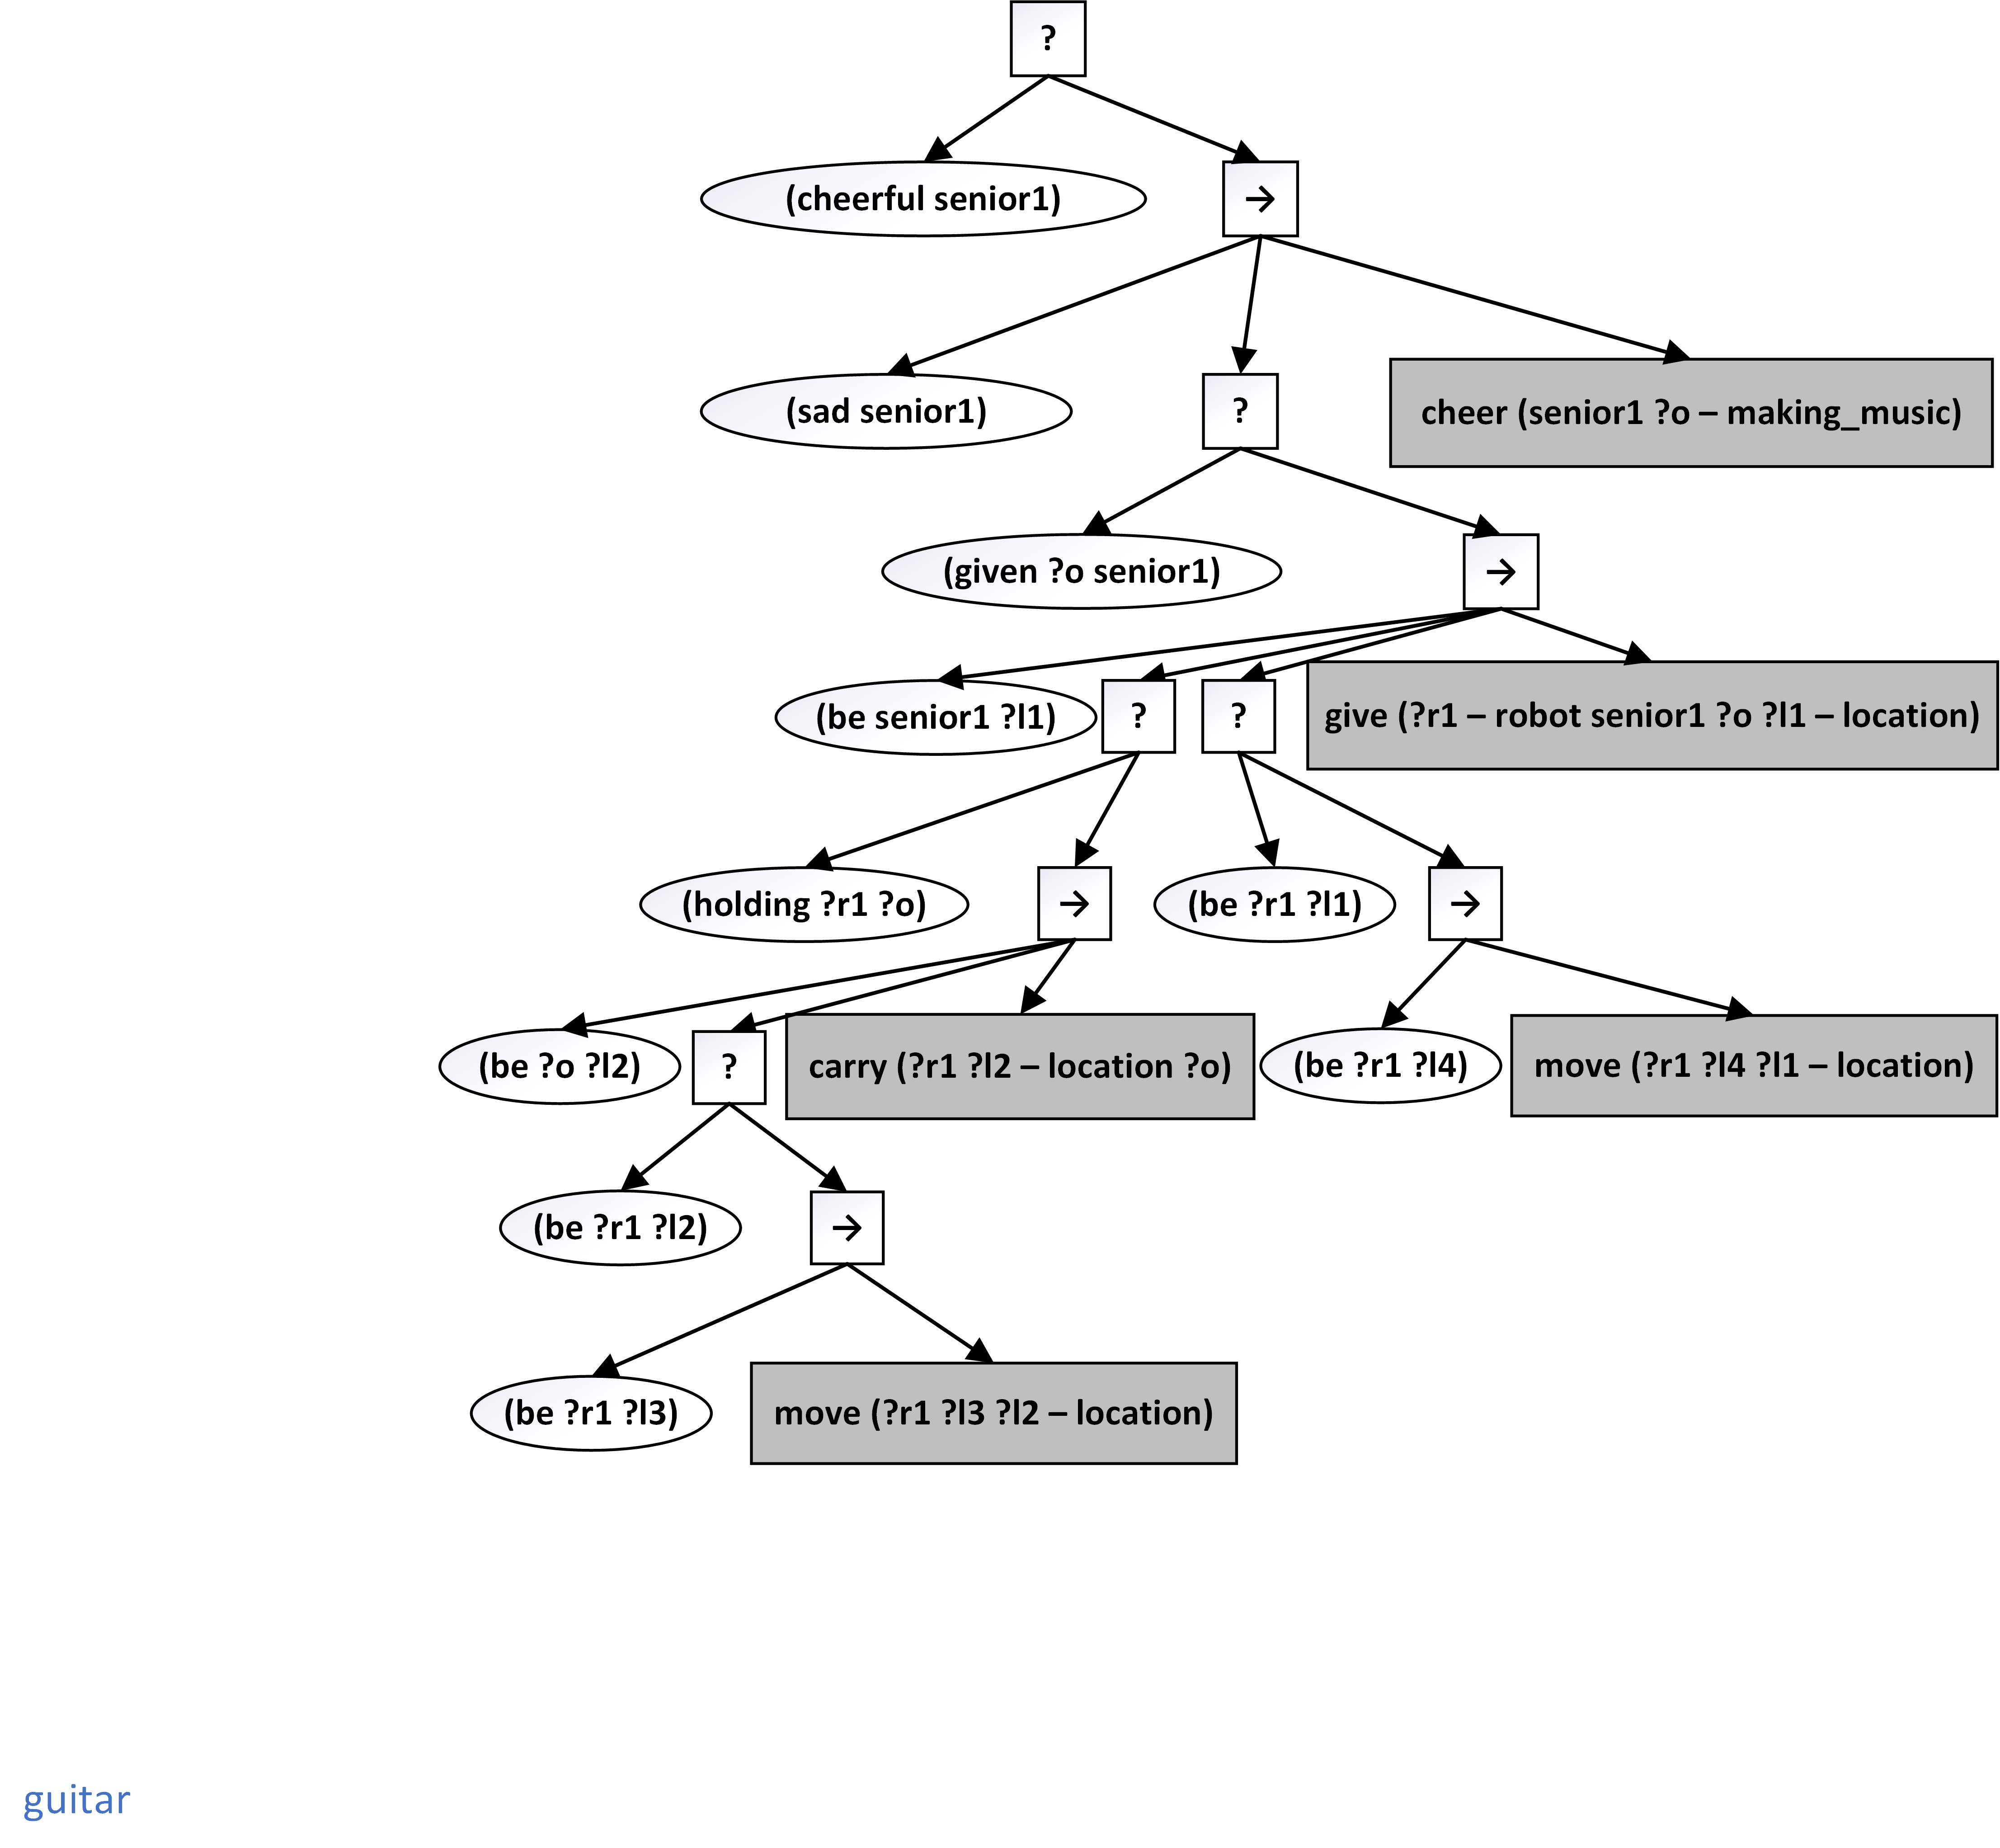 ?
(cheerful senior1)
→
(sad senior1)
?
cheer (senior1 ?o – making_music)
(given ?o senior1)
→
(be senior1 ?l1)
?
?
give (?r1 – robot senior1 ?o ?l1 – location)
(holding ?r1 ?o)
→
(be ?r1 ?l1)
→
(be ?o ?l2)
?
carry (?r1 ?l2 – location ?o)
(be ?r1 ?l4)
move (?r1 ?l4 ?l1 – location)
(be ?r1 ?l2)
→
(be ?r1 ?l3)
move (?r1 ?l3 ?l2 – location)
guitar